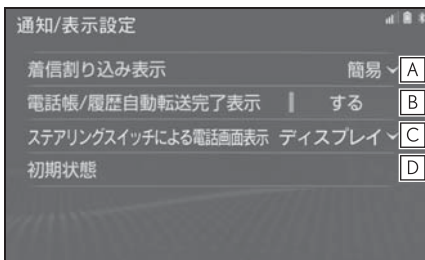 通知/表示設定
着信割り込み表示 簡易 A
電話帳/履歴自動転送完了表示 する B
ステアリングスイッチによる電話画面表示 ディスプレイ C
初期状態 D